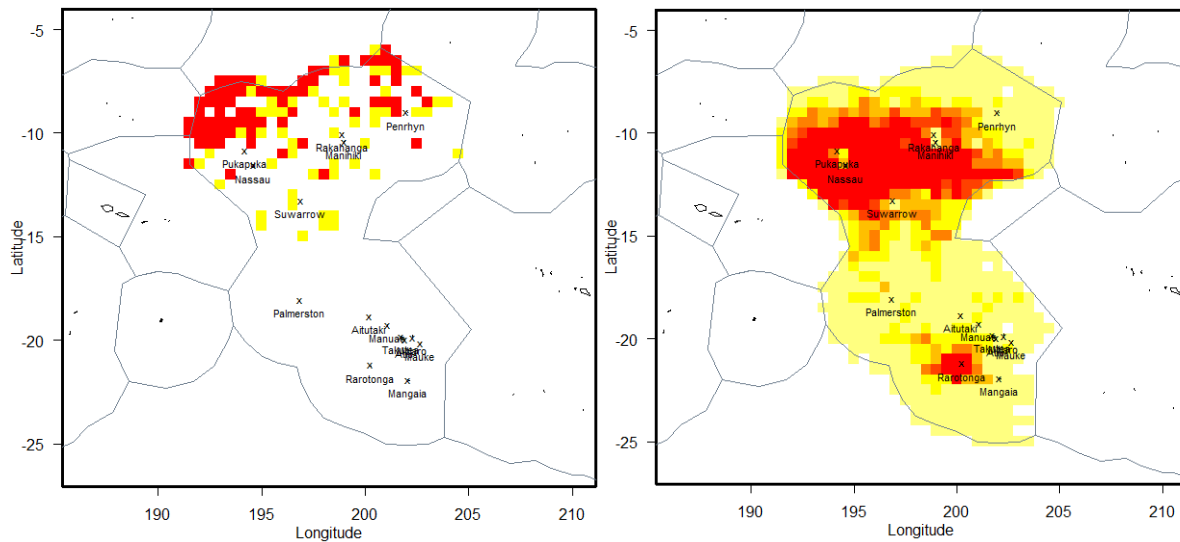 -5
-10
-15
-20
-25
Latitude
Penrhyn
Rakahanga
Manihiki
Pukapuka
Nassau
Suwarrow
Palmerston
Aitutaki
Manuae
Mauke
Rarotonga
Mangaia
190 195 200 205 210
Longitude
-5
-10
-15
-20
-25
Latitude
Penrhyn
Rakahanga
Manihiki
Pukapuka
Nassau
Suwarrow
Palmerston
Aitutaki
Manuae
Mauke
Rarotonga
Mangaia
190 195 200 205 210
Longitude